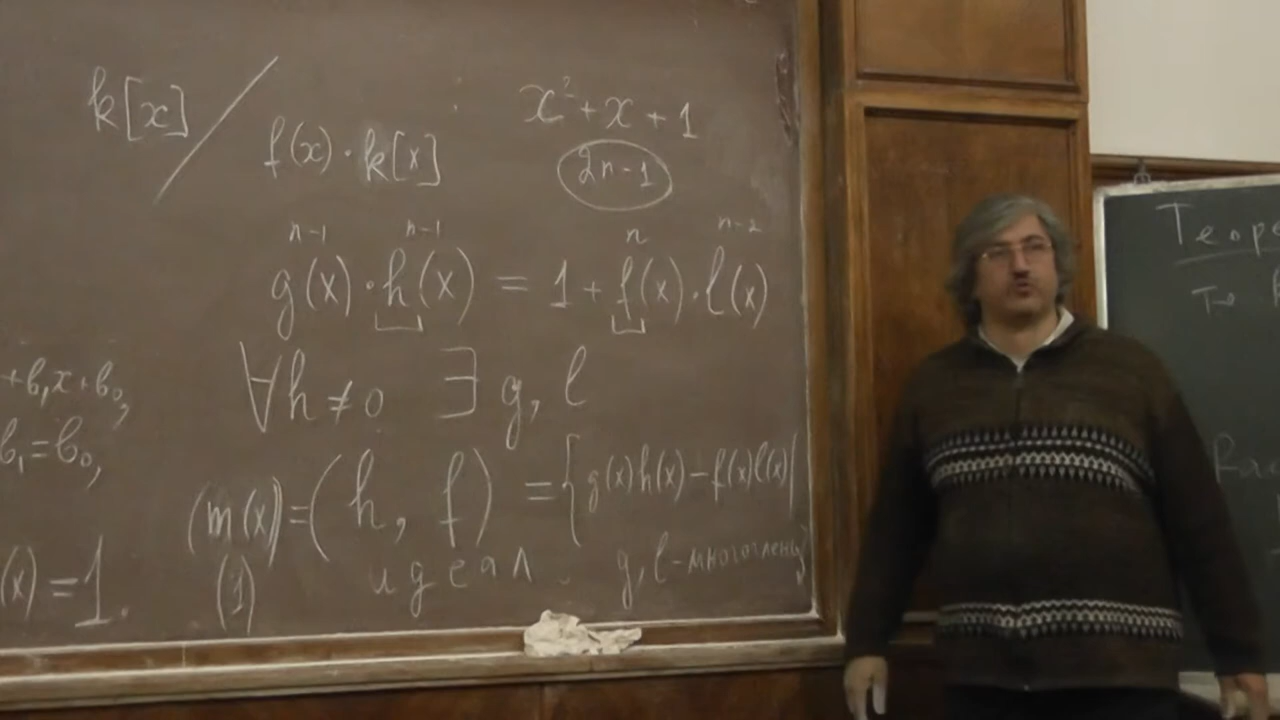 k[x] / f(x)·k[x]
x² + x + 1
2n-1
n-1 n-1 n n-2
g(x)·h(x) = 1 + f(x)·l(x)
∀h≠0 ∃ g, l
+b₁x+b₀,
b₁=b₀,
(m(x))=(h, f) = {g(x)h(x)-f(x)l(x)|
идеал g, l-многочлены}
(x) = 1.
(1)
Теоре